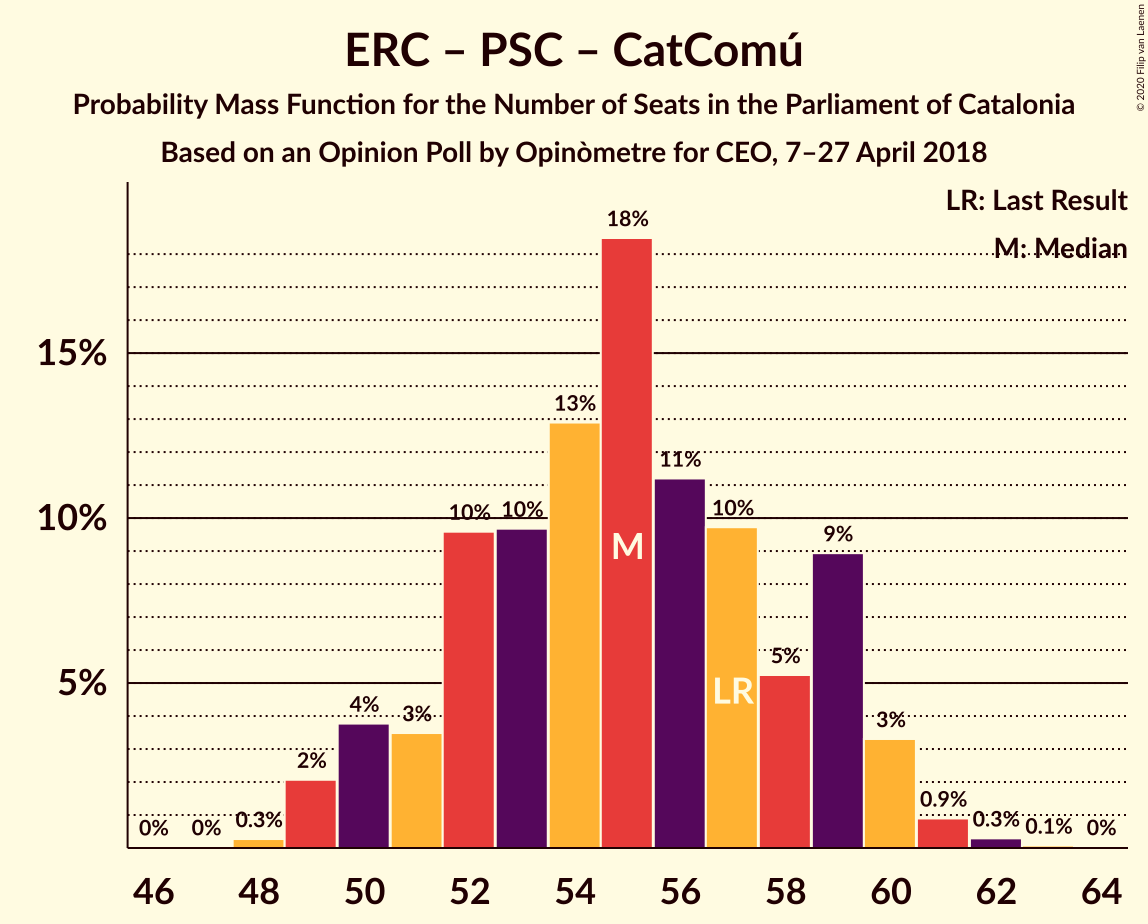 ERC – PSC – CatComú
Probability Mass Function for the Number of Seats in the Parliament of Catalonia
Based on an Opinion Poll by Opinòmetre for CEO, 7–27 April 2018
© 2020 Filip van Laenen
LR: Last Result
M: Median
15%
10%
5%
0%
0%
0.3%
2%
4%
3%
10%
10%
13%
18%
11%
10%
5%
9%
3%
0.9%
0.3%
0.1%
0%
M
LR
46 48 50 52 54 56 58 60 62 64